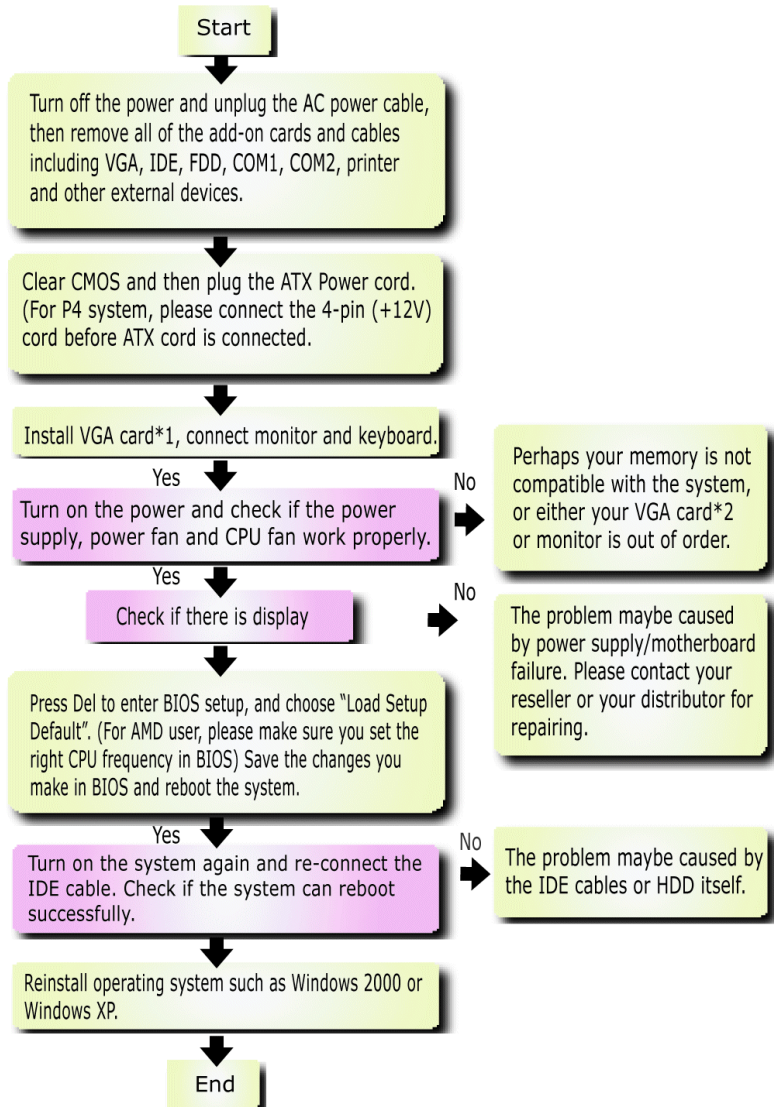 Start
Turn off the power and unplug the AC power cable,
then remove all of the add-on cards and cables
including VGA, IDE, FDD, COM1, COM2, printer
and other external devices.
Clear CMOS and then plug the ATX Power cord.
(For P4 system, please connect the 4-pin (+12V)
cord before ATX cord is connected.
Install VGA card*1, connect monitor and keyboard.
Yes
Turn on the power and check if the power
supply, power fan and CPU fan work properly.
No
Perhaps your memory is not
compatible with the system,
or either your VGA card*2
or monitor is out of order.
Yes
Check if there is display
No
The problem maybe caused
by power supply/motherboard
failure. Please contact your
reseller or your distributor for
repairing.
Press Del to enter BIOS setup, and choose “Load Setup
Default”. (For AMD user, please make sure you set the
right CPU frequency in BIOS) Save the changes you
make in BIOS and reboot the system.
Yes
Turn on the system again and re-connect the
IDE cable. Check if the system can reboot
successfully.
No
The problem maybe caused by
the IDE cables or HDD itself.
Reinstall operating system such as Windows 2000 or
Windows XP.
End